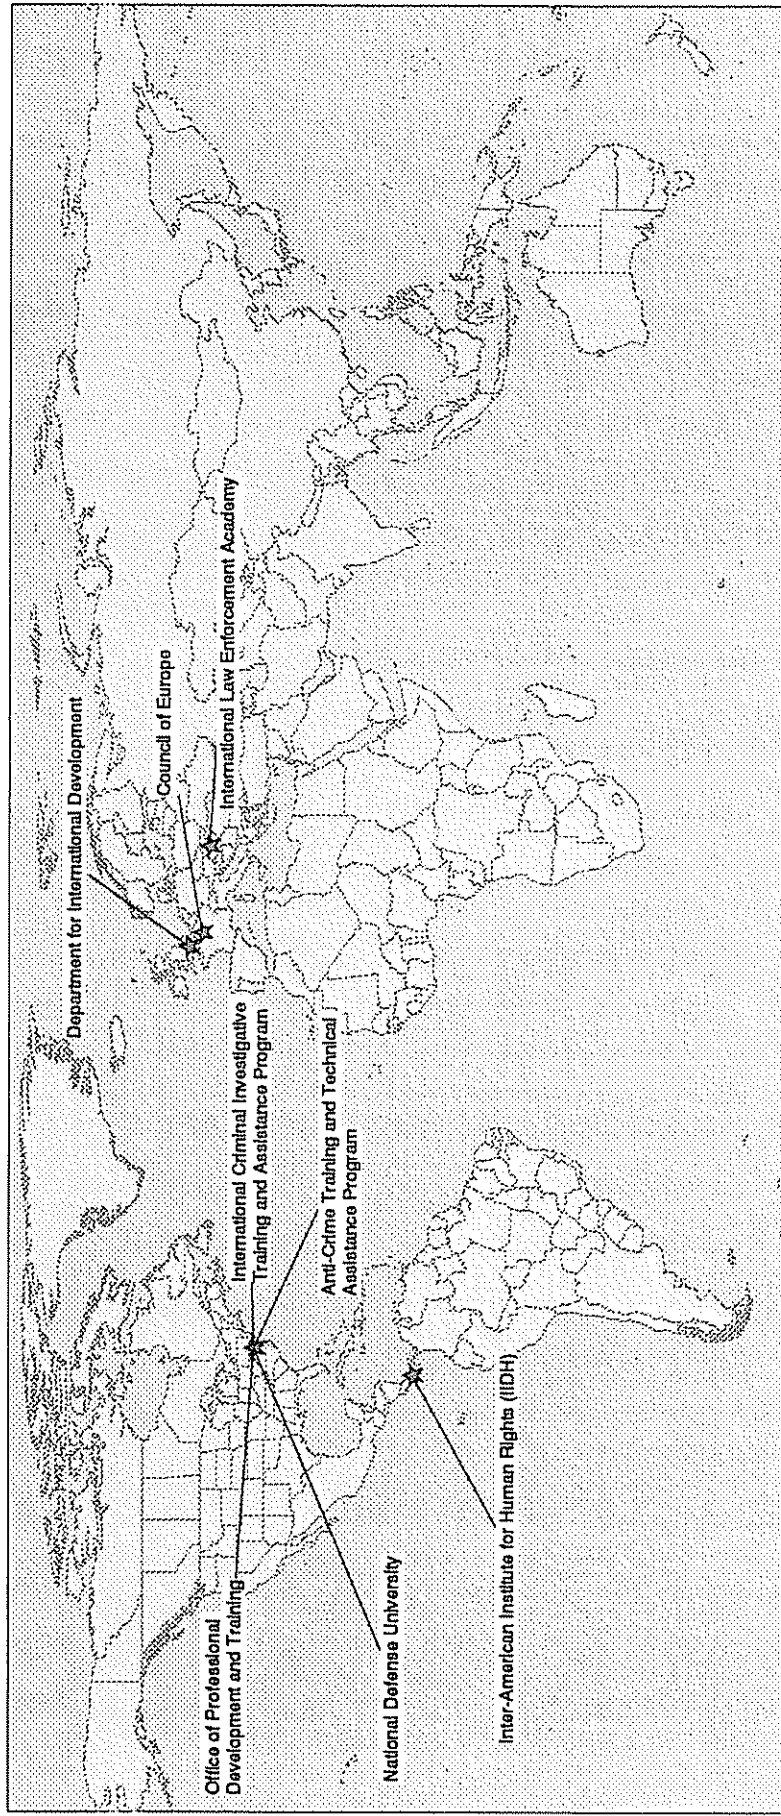 Department for International Development
Council of Europe
International Law Enforcement Academy
International Criminal Investigative
Training and Assistance Program
Anti-Crime Training and Technical
Assistance Program
Office of Professional
Development and Training
National Defense University
Inter-American Institute for Human Rights (IIDH)